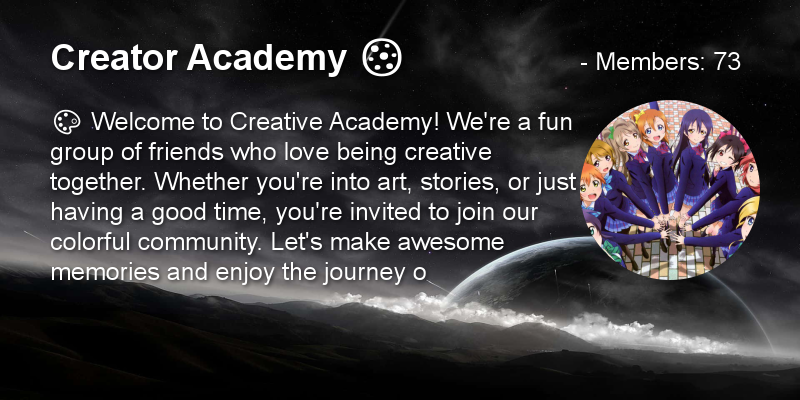 Creator Academy 🎨
- Members: 73
🎨 Welcome to Creative Academy! We're a fun
group of friends who love being creative
together. Whether you're into art, stories, or just
having a good time, you're invited to join our
colorful community. Let's make awesome
memories and enjoy the journey o